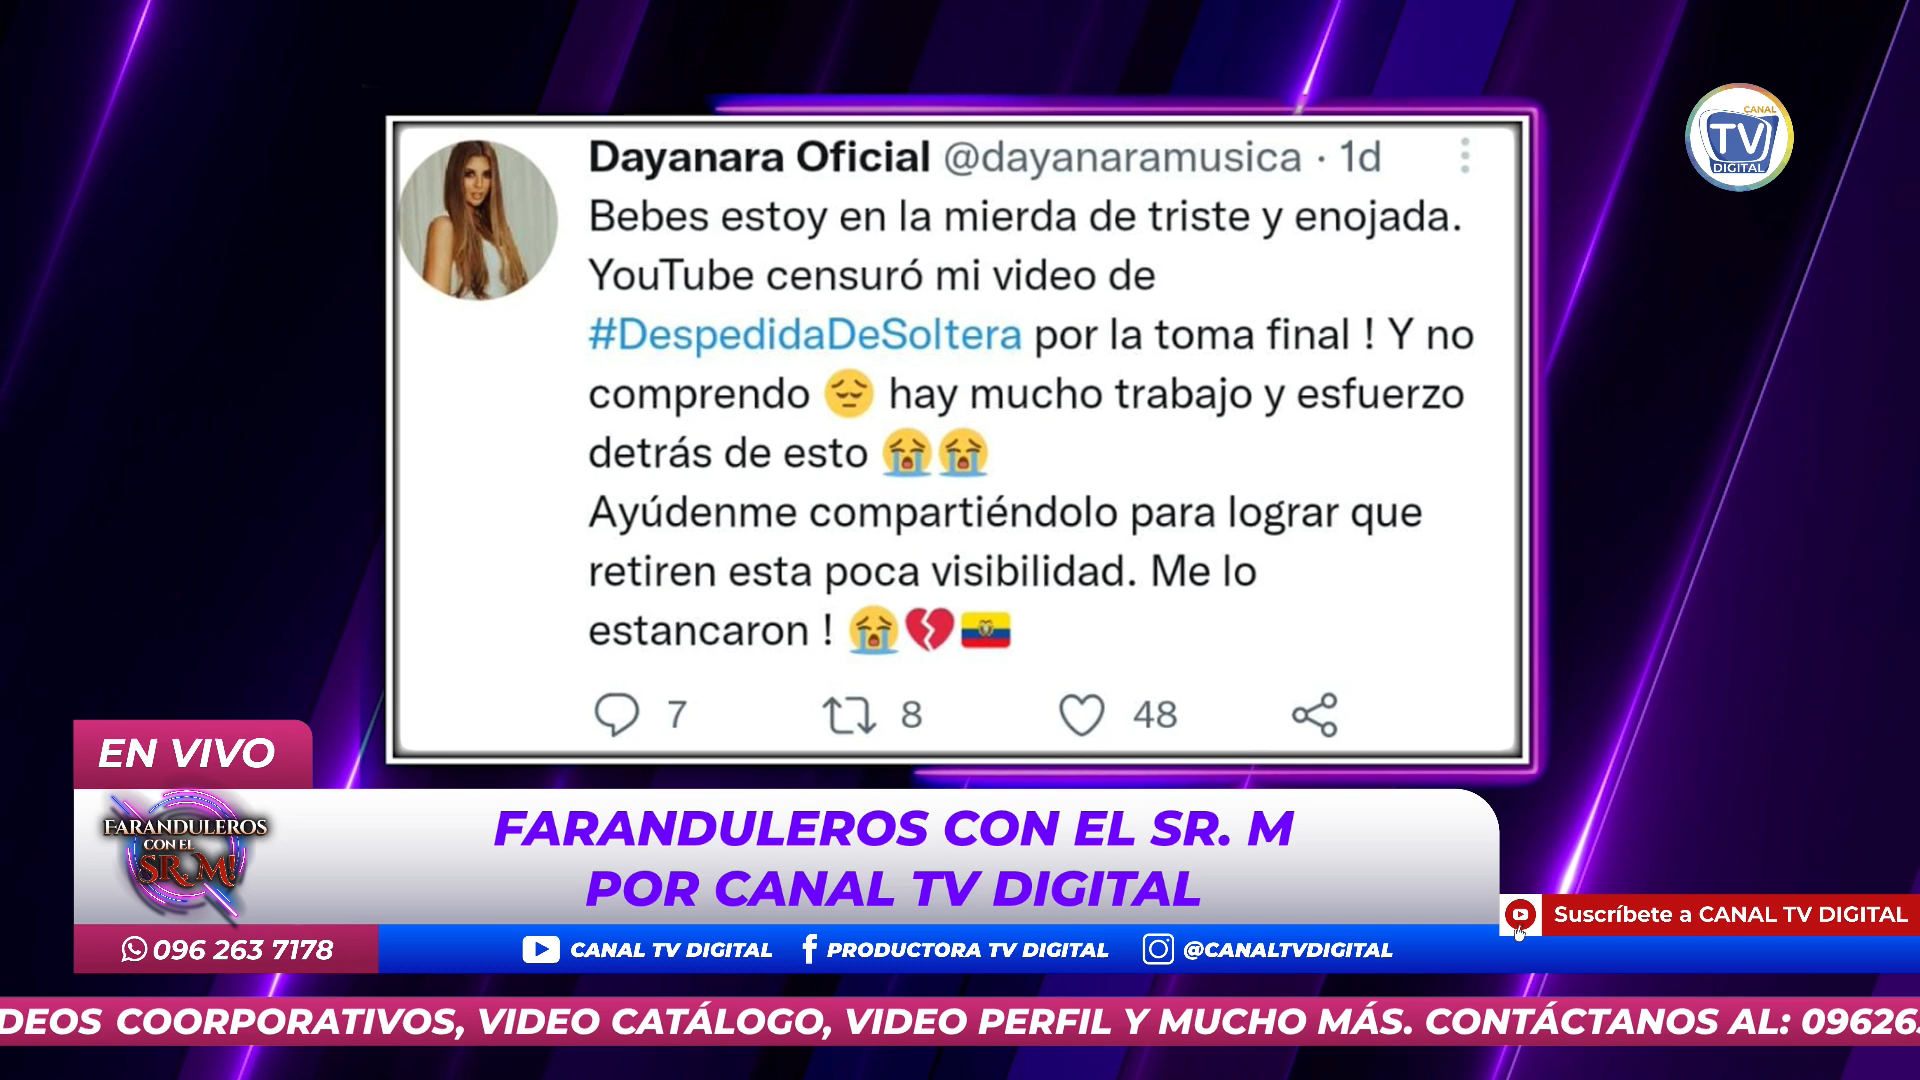 CANAL
TV
DIGITAL
Dayanara Oficial @dayanaramusica · 1d
Bebes estoy en la mierda de triste y enojada.
YouTube censuró mi video de
#DespedidaDeSoltera por la toma final ! Y no
comprendo 😔 hay mucho trabajo y esfuerzo
detrás de esto 😭😭
Ayúdenme compartiéndolo para lograr que
retiren esta poca visibilidad. Me lo
estancaron ! 😭💔🇪🇨
7 8 48
EN VIVO
FARANDULEROS
CON EL
SR. M!
FARANDULEROS CON EL SR. M
POR CANAL TV DIGITAL
Suscríbete a CANAL TV DIGITAL
096 263 7178 CANAL TV DIGITAL PRODUCTORA TV DIGITAL @CANALTVDIGITAL
DEOS COORPORATIVOS, VIDEO CATÁLOGO, VIDEO PERFIL Y MUCHO MÁS. CONTÁCTANOS AL: 09626